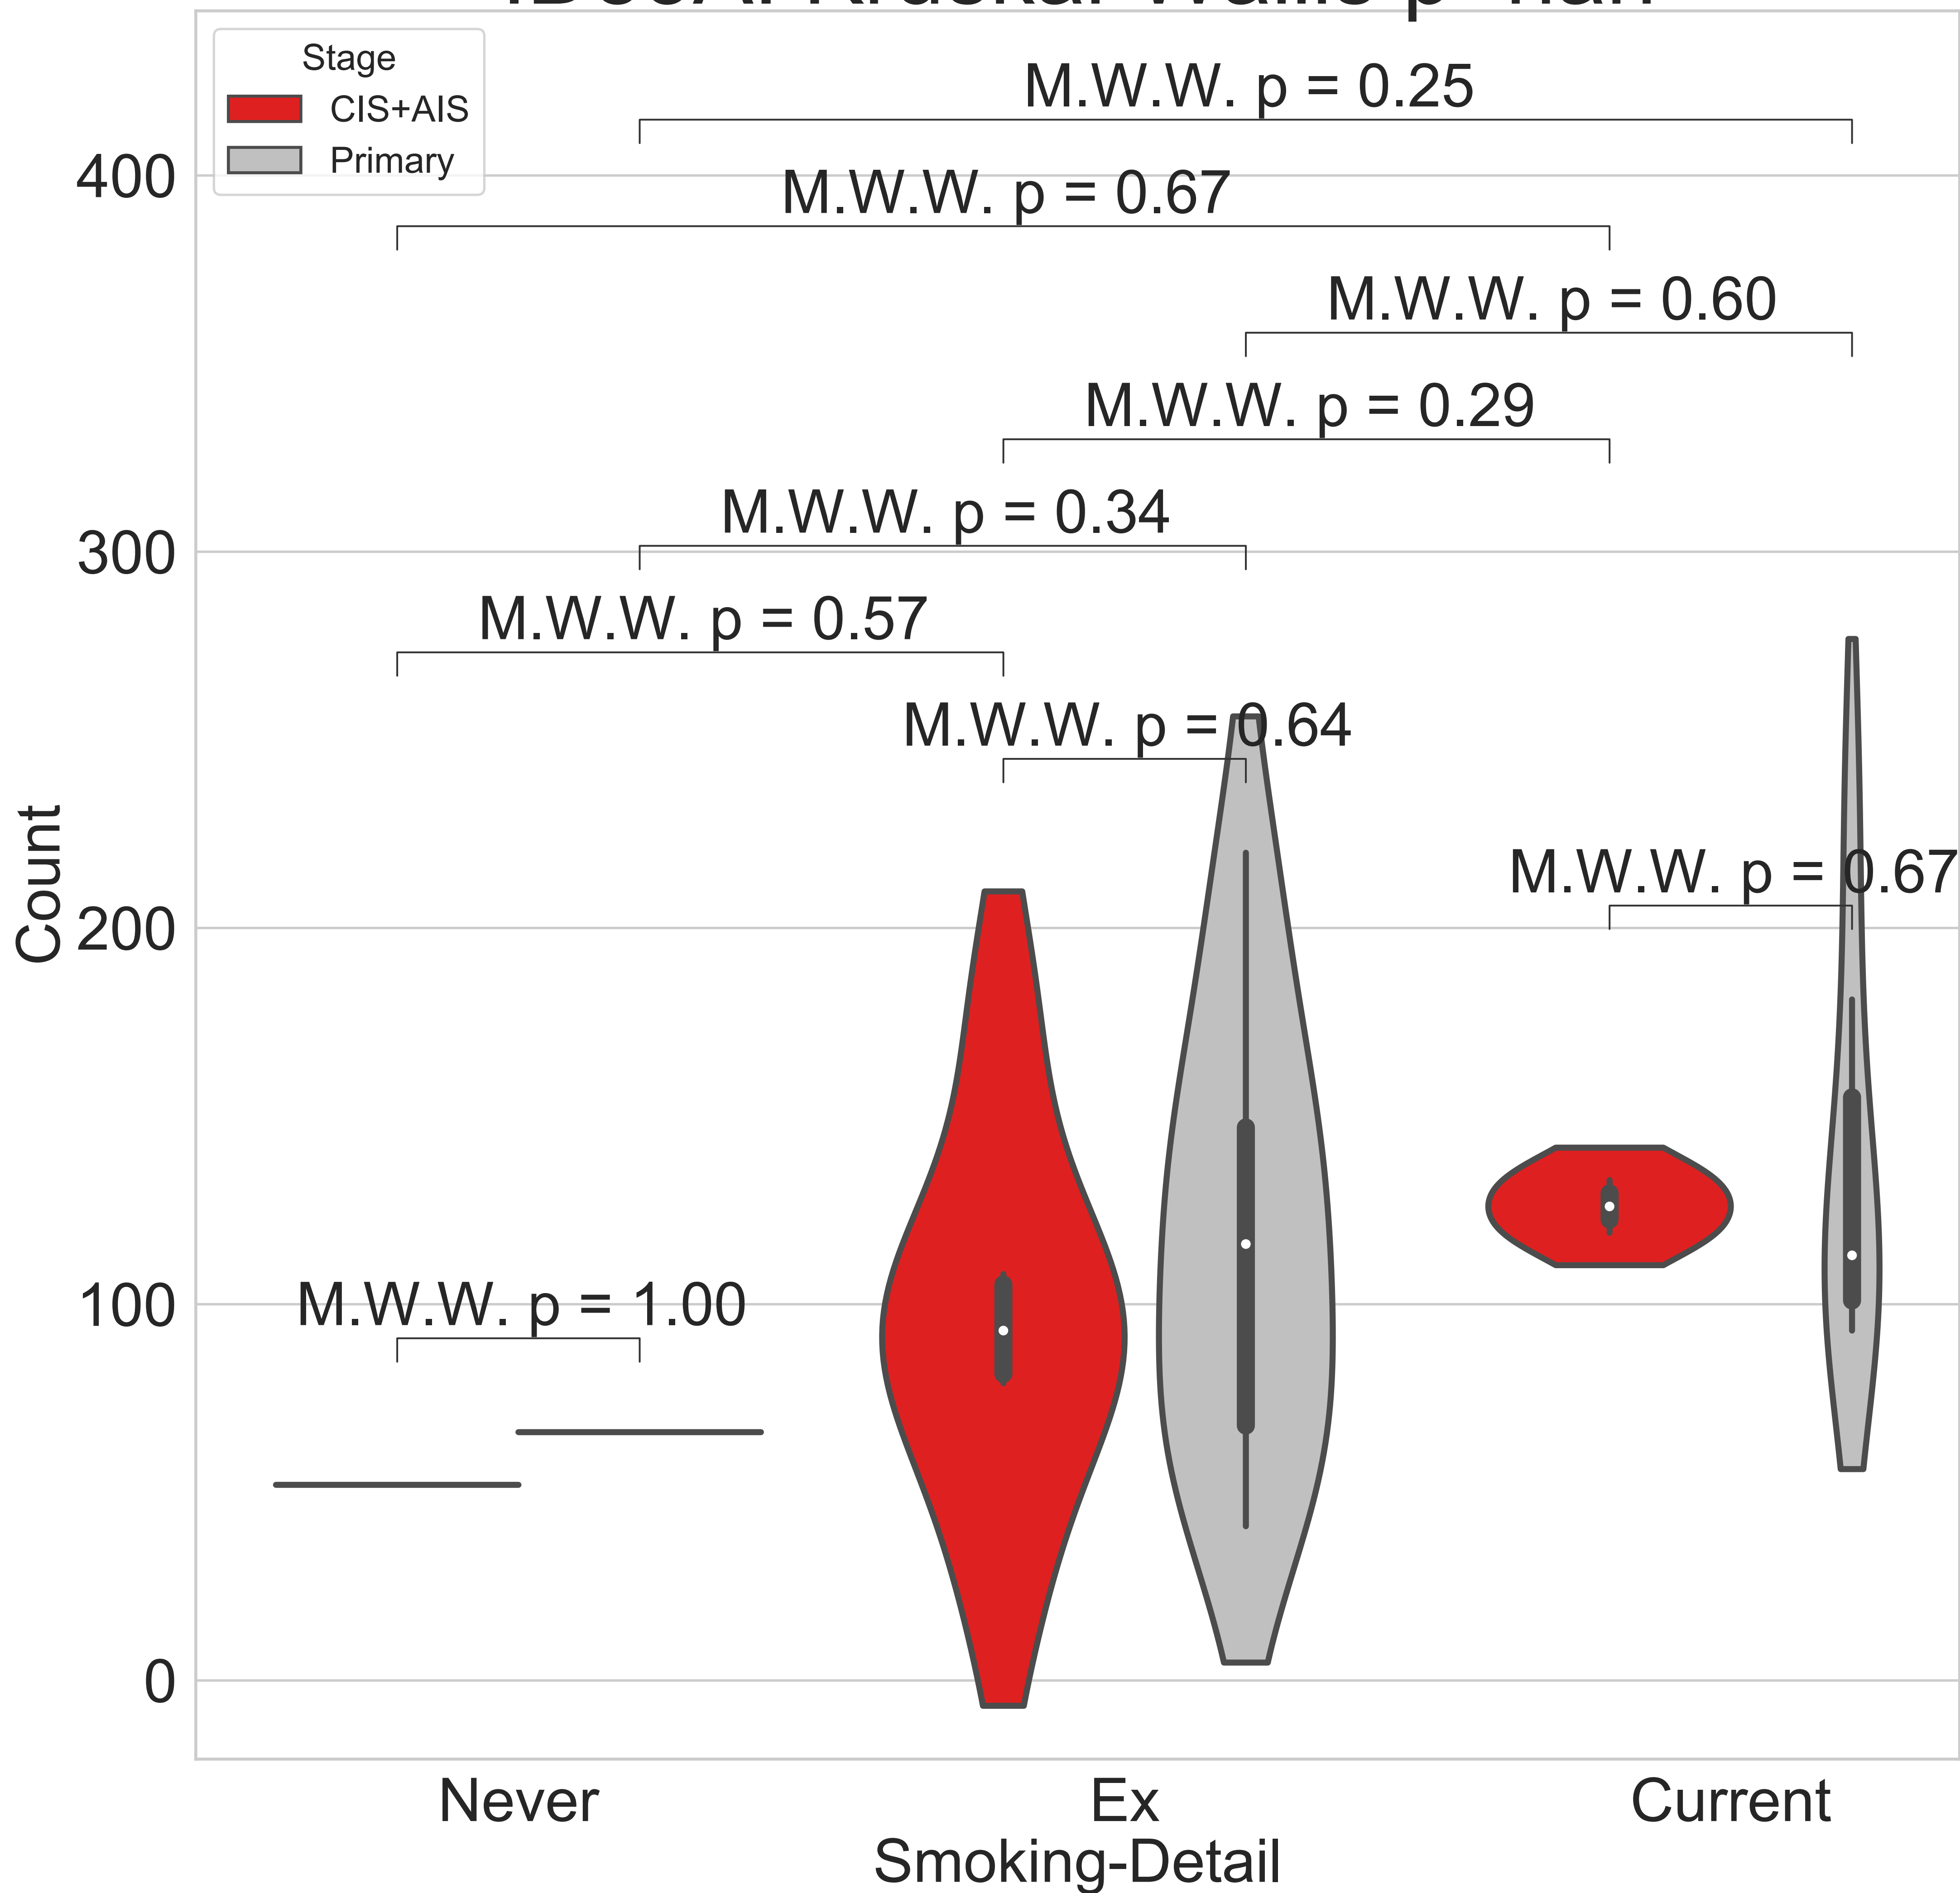 Stage
CIS+AIS
Primary
M.W.W. p = 0.25
M.W.W. p = 0.67
M.W.W. p = 0.60
M.W.W. p = 0.29
M.W.W. p = 0.34
M.W.W. p = 0.57
M.W.W. p = 0.64
M.W.W. p = 0.67
M.W.W. p = 1.00
400
300
200
100
0
Count
Never
Ex
Current
Smoking-Detail